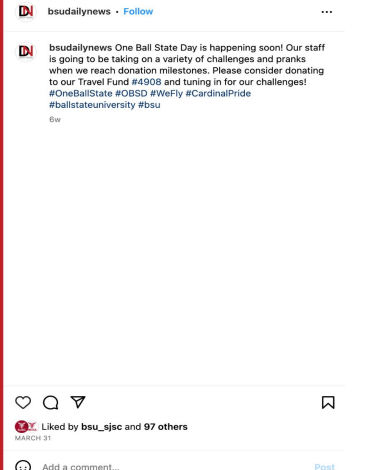 bsudailynews • Follow
bsudailynews One Ball State Day is happening soon! Our staff
is going to be taking on a variety of challenges and pranks
when we reach donation milestones. Please consider donating
to our Travel Fund #4908 and tuning in for our challenges!
#OneBallState #OBSD #WeFly #CardinalPride
#ballstateuniversity #bsu
6w
Liked by bsu_sjsc and 97 others
MARCH 31
Add a comment...
Post